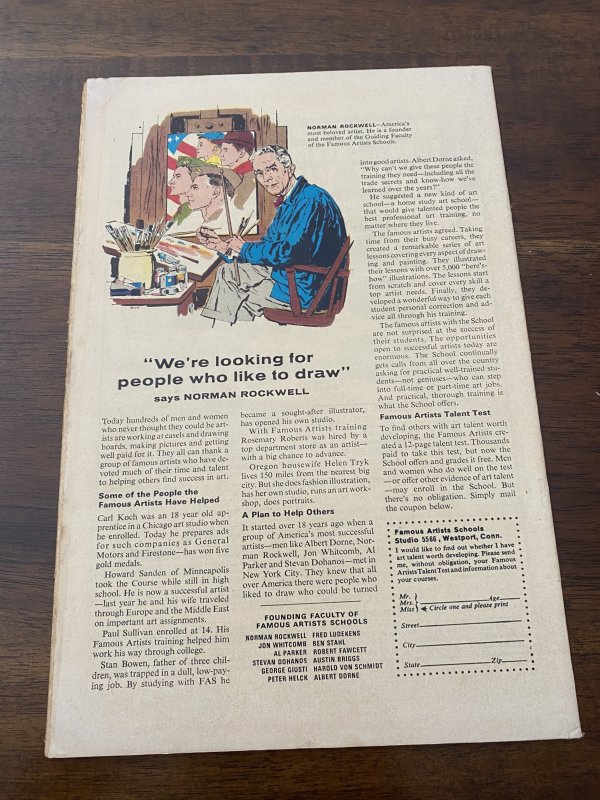 NORMAN ROCKWELL—America's
most beloved artist. He is a founder
and member of the Guiding Faculty
of the Famous Artists Schools.
"We're looking for
people who like to draw"
says NORMAN ROCKWELL
Today hundreds of men and women
who never thought they could be art-
ists are working at easels and drawing
boards, making pictures and getting
well paid for it. They all can thank a
group of famous artists who have de-
voted much of their time and talent
to helping others find success in art.
Some of the People the
Famous Artists Have Helped
Carl Koch was an 18 year old ap-
prentice in a Chicago art studio when
he enrolled. Today he prepares ads
for such companies as General
Motors and Firestone—has won five
gold medals.
Howard Sanden of Minneapolis
took the Course while still in high
school. He is now a successful artist
—last year he and his wife traveled
through Europe and the Middle East
on important art assignments.
Paul Sullivan enrolled at 14. His
Famous Artists training helped him
work his way through college.
Stan Bowen, father of three chil-
dren, was trapped in a dull, low-pay-
ing job. By studying with FAS he
became a sought-after illustrator,
has opened his own studio.
With Famous Artists training
Rosemary Roberts was hired by a
top department store as an artist—
with a big chance to advance.
Oregon housewife Helen Tryk
lives 150 miles from the nearest big
city. But she does fashion illustration,
has her own studio, runs an art work-
shop, does portraits.
A Plan to Help Others
It started over 18 years ago when a
group of America's most successful
artists—men like Albert Dorne, Nor-
man Rockwell, Jon Whitcomb, Al
Parker and Stevan Dohanos—met in
New York City. They knew that all
over America there were people who
liked to draw who could be turned
FOUNDING FACULTY OF
FAMOUS ARTISTS SCHOOLS
NORMAN ROCKWELL FRED LUDEKENS
JON WHITCOMB BEN STAHL
AL PARKER ROBERT FAWCETT
STEVAN DOHANOS AUSTIN BRIGGS
GEORGE GIUSTI HAROLD VON SCHMIDT
PETER HELCK ALBERT DORNE
into good artists. Albert Dorne asked,
"Why can't we give these people the
training they need—including all the
trade secrets and know-how we've
learned over the years?"
He suggested a new kind of art
school—a home study art school—
that would give talented people the
best professional art training, no
matter where they live.
The famous artists agreed. Taking
time from their busy careers, they
created a remarkable series of art
lessons covering every aspect of draw-
ing and painting. They illustrated
their lessons with over 5,000 "here's-
how" illustrations. The lessons start
from scratch and cover every skill a
top artist needs. Finally, they de-
veloped a wonderful way to give each
student personal correction and ad-
vice all through his training.
The famous artists with the School
are not surprised at the success of
their students. The opportunities
open to successful artists today are
enormous. The School continually
gets calls from all over the country
asking for practical well-trained stu-
dents—not geniuses—who can step
into full-time or part-time art jobs.
And practical, thorough training is
what the School offers.
Famous Artists Talent Test
To find others with art talent worth
developing, the Famous Artists cre-
ated a 12-page talent test. Thousands
paid to take this test, but now the
School offers and grades it free. Men
and women who do well on the test
—or offer other evidence of art talent
—may enroll in the School. But
there's no obligation. Simply mail
the coupon below.
Famous Artists Schools
Studio 5566, Westport, Conn.
I would like to find out whether I have
art talent worth developing. Please send
me, without obligation, your Famous
Artists Talent Test and information about
your courses.
Mr.
Mrs. Age
Miss Circle one and please print
Street
City
State Zip